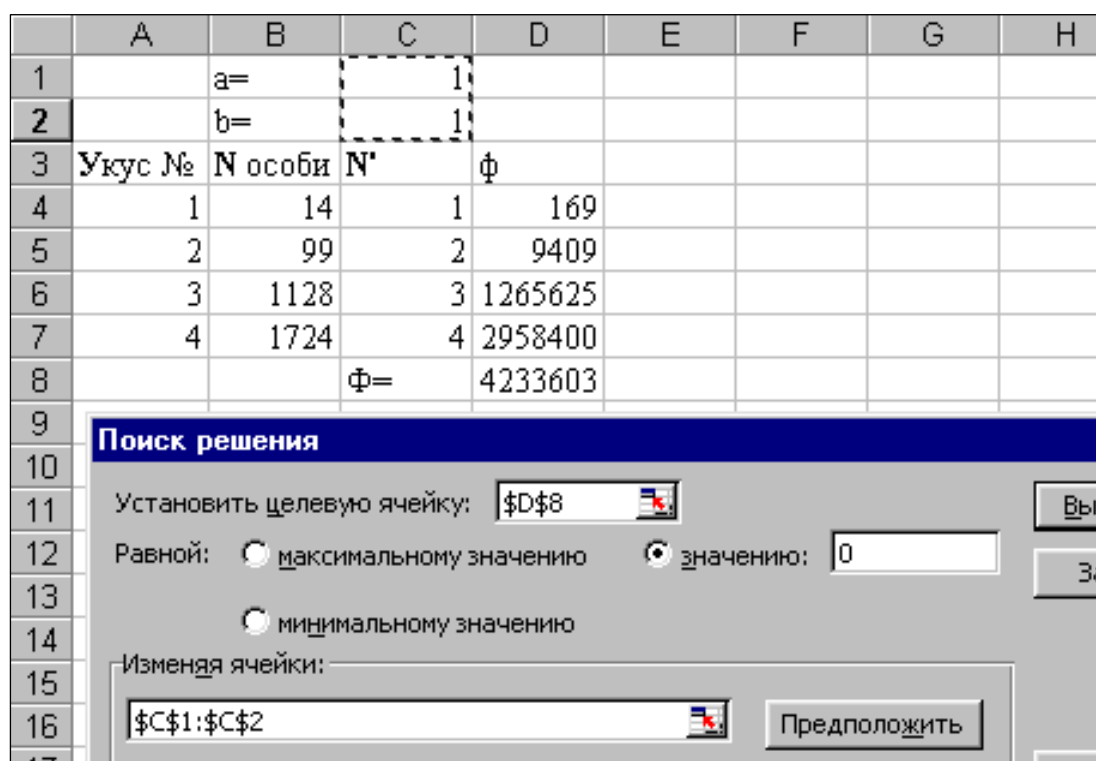 A B C D E F G H
1 a= 1
2 b= 1
3 Укус № N особи N' ф
4 1 14 1 169
5 2 99 2 9409
6 3 1128 3 1265625
7 4 1724 4 2958400
8 Ф= 4233603
9
Поиск решения
10
11 Установить целевую ячейку: $D$8
12 Равной: максимальному значению значению: 0
13
14 минимальному значению
Изменяя ячейки:
15
16 $C$1:$C$2 Предположить
17